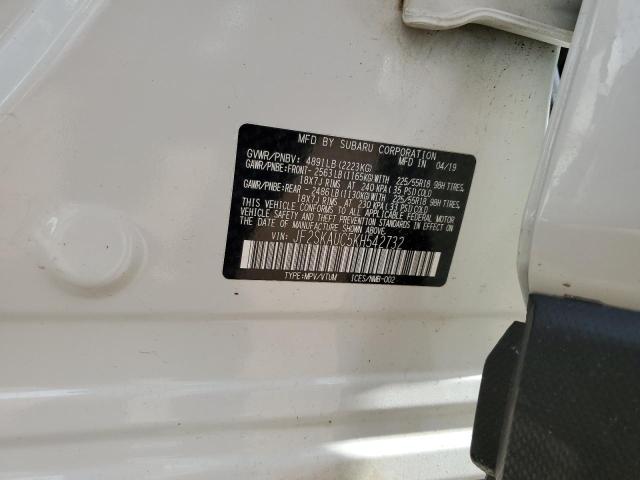 MFD BY SUBARU CORPORATION
GVWR/PNBV: 4891LB(2223KG) MFD IN 04/19
GAWR/PNBE:FRONT- 2563LB(1165KG)WITH 225/55R18 98H TIRES,
18X7J RIMS AT 240 KPA(35 PSI)COLD
GAWR/PNBE:REAR- 2486LB(1130KG)WITH 225/55R18 98H TIRES,
18X7J RIMS AT 230 KPA(33 PSI)COLD
THIS VEHICLE CONFORMS TO ALL APPLICABLE FEDERAL MOTOR
VEHICLE SAFETY, BUMPER, AND THEFT PREVENTION STANDARDS
IN EFFECT ON THE DATE OF MANUFACTURE SHOWN ABOVE.
VIN: JF2SKAUC5KH542732
TYPE:MPV/VTUM ICES/NMB-002